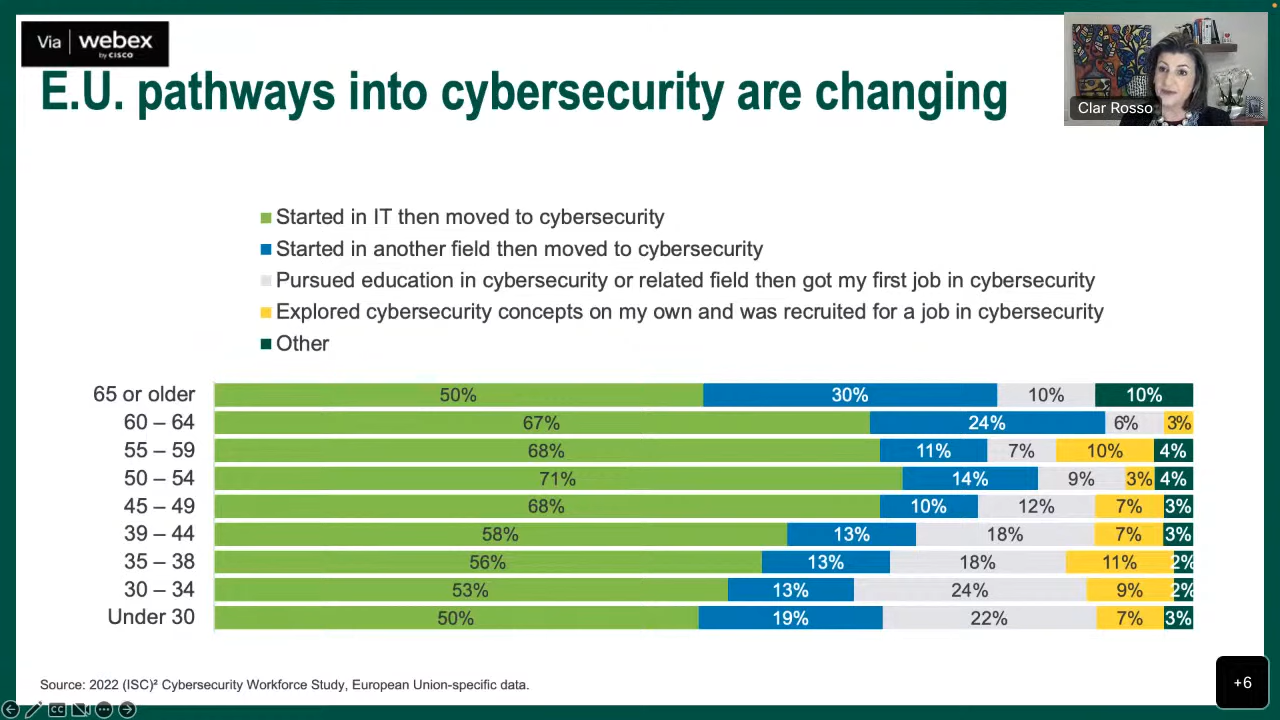 Via webex
by CISCO
E.U. pathways into cybersecurity are changing
Clar Rosso
Started in IT then moved to cybersecurity
Started in another field then moved to cybersecurity
Pursued education in cybersecurity or related field then got my first job in cybersecurity
Explored cybersecurity concepts on my own and was recruited for a job in cybersecurity
Other
65 or older 50% 30% 10% 10%
60 – 64 67% 24% 6% 3%
55 – 59 68% 11% 7% 10% 4%
50 – 54 71% 14% 9% 3% 4%
45 – 49 68% 10% 12% 7% 3%
39 – 44 58% 13% 18% 7% 3%
35 – 38 56% 13% 18% 11% 2%
30 – 34 53% 13% 24% 9% 2%
Under 30 50% 19% 22% 7% 3%
Source: 2022 (ISC)² Cybersecurity Workforce Study, European Union-specific data.
+6
CC